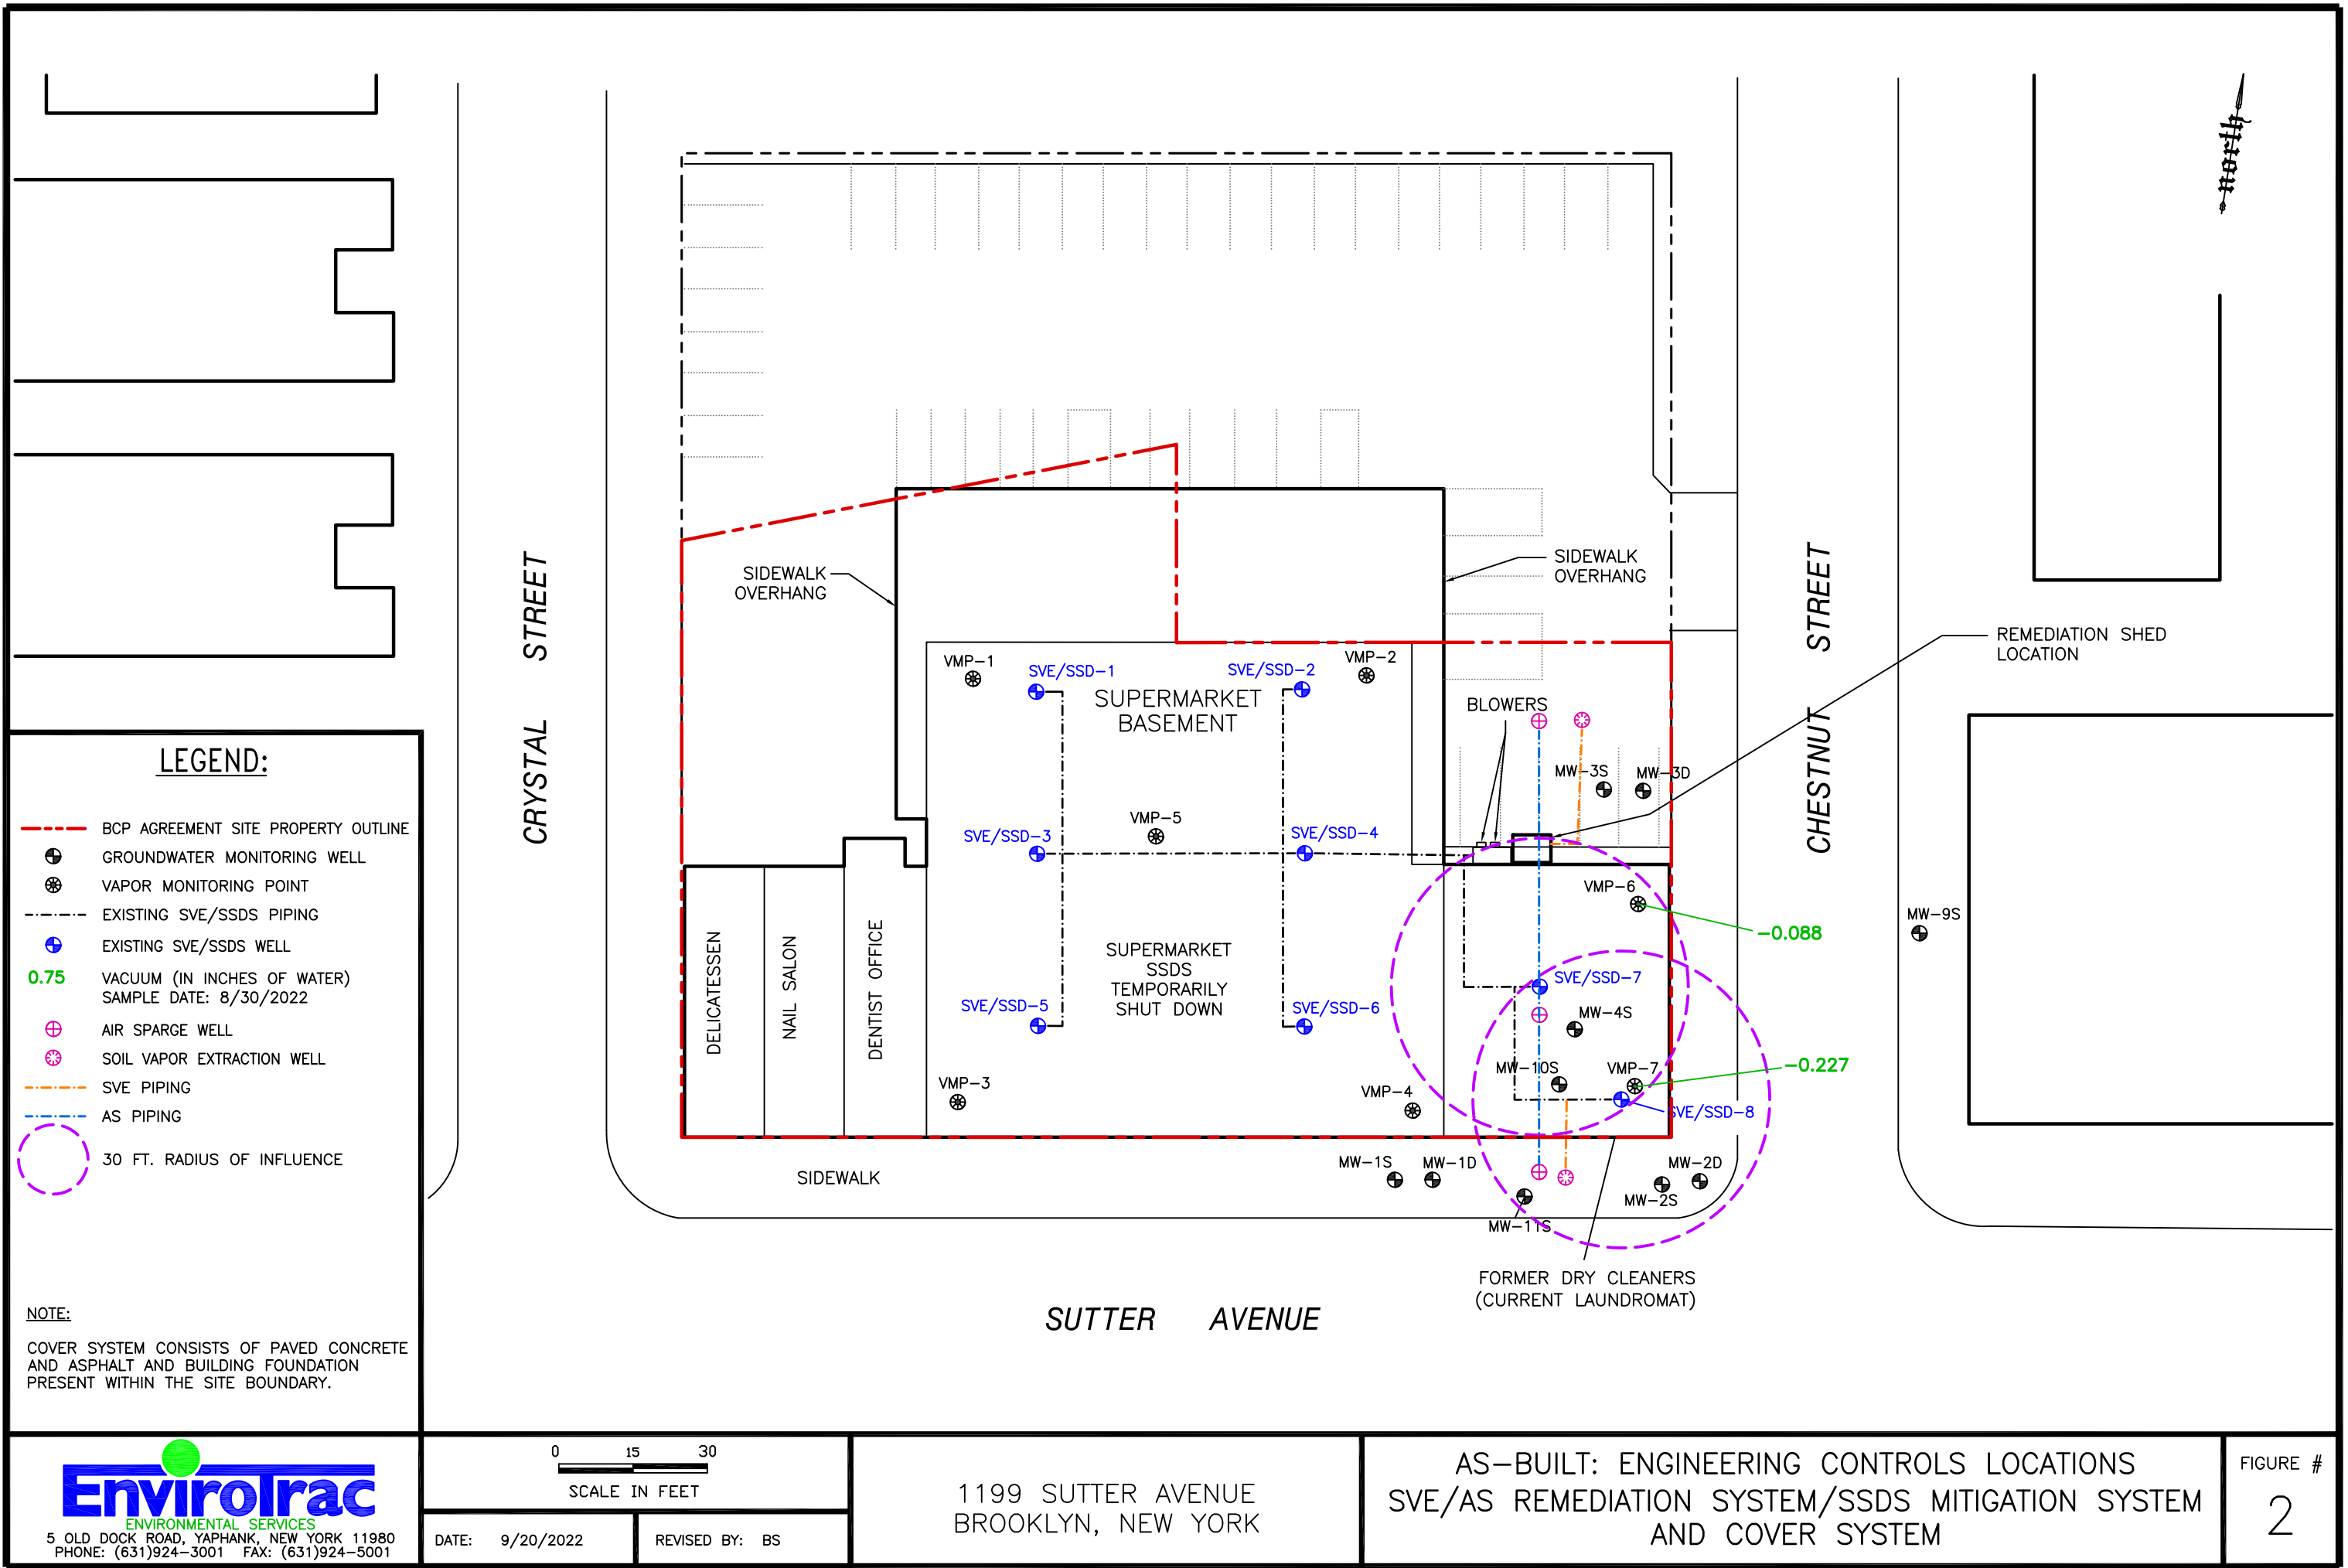 north
CRYSTAL STREET
CHESTNUT STREET
SUTTER AVENUE
SIDEWALK
OVERHANG
SIDEWALK
OVERHANG
REMEDIATION SHED
LOCATION
VMP-1
SVE/SSD-1
SVE/SSD-2
VMP-2
SUPERMARKET
BASEMENT
BLOWERS
MW-3S
MW-3D
VMP-5
SVE/SSD-3
SVE/SSD-4
VMP-6
-0.088
MW-9S
DELICATESSEN
NAIL SALON
DENTIST OFFICE
SUPERMARKET
SSDS
TEMPORARILY
SHUT DOWN
SVE/SSD-7
SVE/SSD-5
SVE/SSD-6
MW-4S
MW-10S
VMP-7
-0.227
VMP-3
VMP-4
SVE/SSD-8
SIDEWALK
MW-1S
MW-1D
MW-2D
MW-2S
MW-11S
FORMER DRY CLEANERS
(CURRENT LAUNDROMAT)
LEGEND:
BCP AGREEMENT SITE PROPERTY OUTLINE
GROUNDWATER MONITORING WELL
VAPOR MONITORING POINT
EXISTING SVE/SSDS PIPING
EXISTING SVE/SSDS WELL
0.75 VACUUM (IN INCHES OF WATER)
SAMPLE DATE: 8/30/2022
AIR SPARGE WELL
SOIL VAPOR EXTRACTION WELL
SVE PIPING
AS PIPING
30 FT. RADIUS OF INFLUENCE
NOTE:
COVER SYSTEM CONSISTS OF PAVED CONCRETE
AND ASPHALT AND BUILDING FOUNDATION
PRESENT WITHIN THE SITE BOUNDARY.
EnviroTrac
ENVIRONMENTAL SERVICES
5 OLD DOCK ROAD, YAPHANK, NEW YORK 11980
PHONE: (631)924-3001 FAX: (631)924-5001
0 15 30
SCALE IN FEET
DATE: 9/20/2022
REVISED BY: BS
1199 SUTTER AVENUE
BROOKLYN, NEW YORK
AS-BUILT: ENGINEERING CONTROLS LOCATIONS
SVE/AS REMEDIATION SYSTEM/SSDS MITIGATION SYSTEM
AND COVER SYSTEM
FIGURE #
2